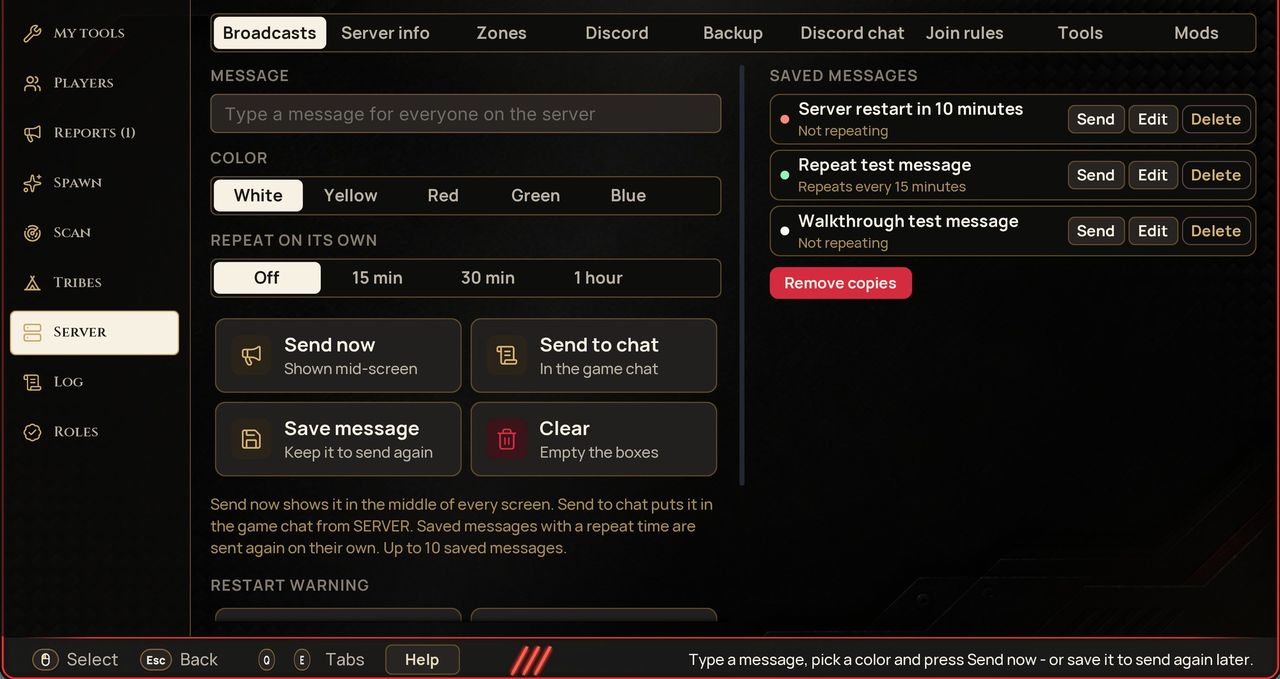 MY TOOLS
PLAYERS
REPORTS (1)
SPAWN
SCAN
TRIBES
SERVER
LOG
ROLES
Broadcasts Server info Zones Discord Backup Discord chat Join rules Tools Mods
MESSAGE
Type a message for everyone on the server
COLOR
White Yellow Red Green Blue
REPEAT ON ITS OWN
Off 15 min 30 min 1 hour
Send now
Shown mid-screen
Send to chat
In the game chat
Save message
Keep it to send again
Clear
Empty the boxes
Send now shows it in the middle of every screen. Send to chat puts it in
the game chat from SERVER. Saved messages with a repeat time are
sent again on their own. Up to 10 saved messages.
RESTART WARNING
SAVED MESSAGES
Server restart in 10 minutes
Not repeating
Send Edit Delete
Repeat test message
Repeats every 15 minutes
Send Edit Delete
Walkthrough test message
Not repeating
Send Edit Delete
Remove copies
Select Esc Back Q E Tabs Help
Type a message, pick a color and press Send now - or save it to send again later.